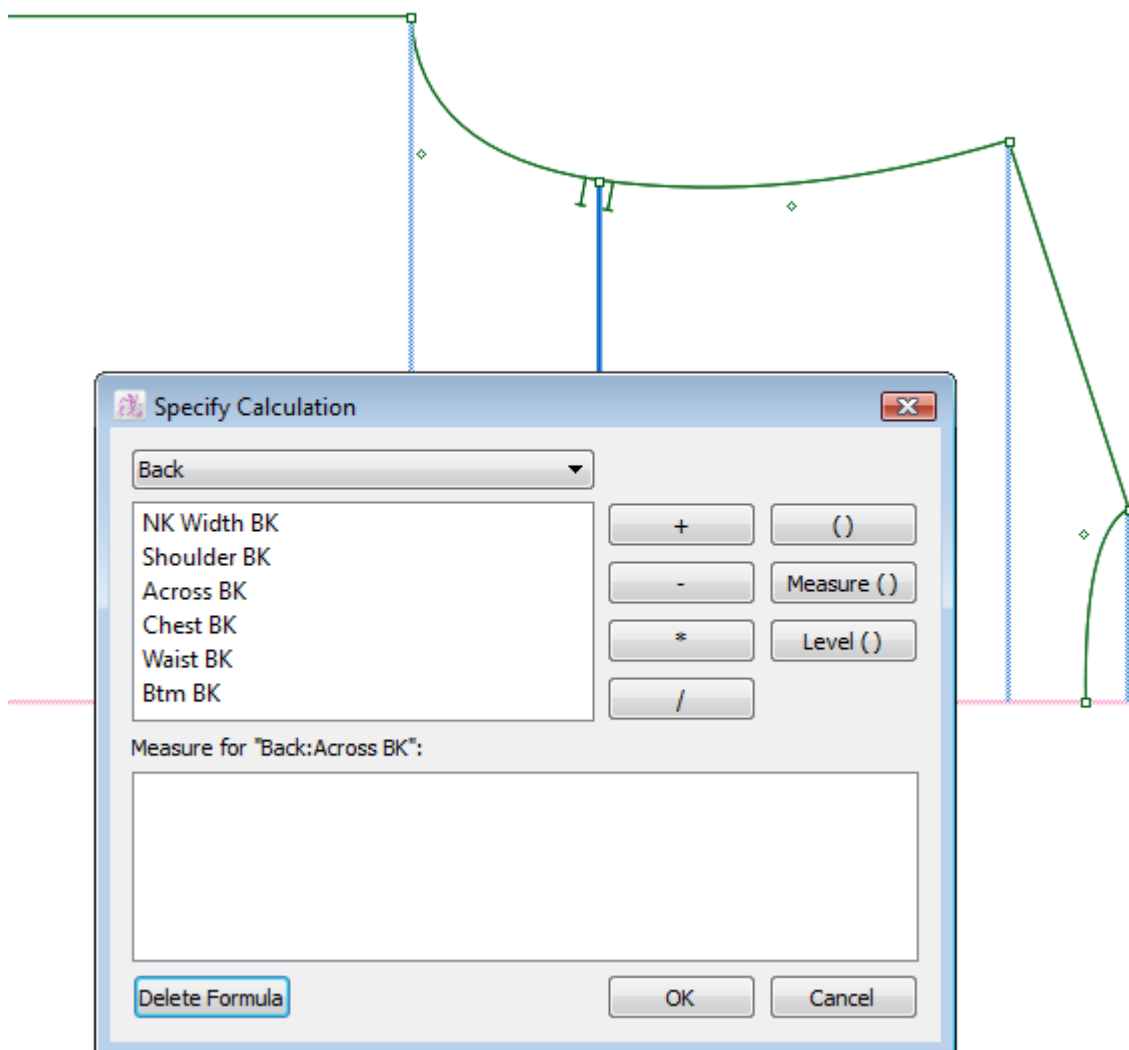 Specify Calculation
Back
NK Width BK
Shoulder BK
Across BK
Chest BK
Waist BK
Btm BK
+
( )
-
Measure ( )
*
Level ( )
/
Measure for "Back:Across BK":
Delete Formula
OK
Cancel